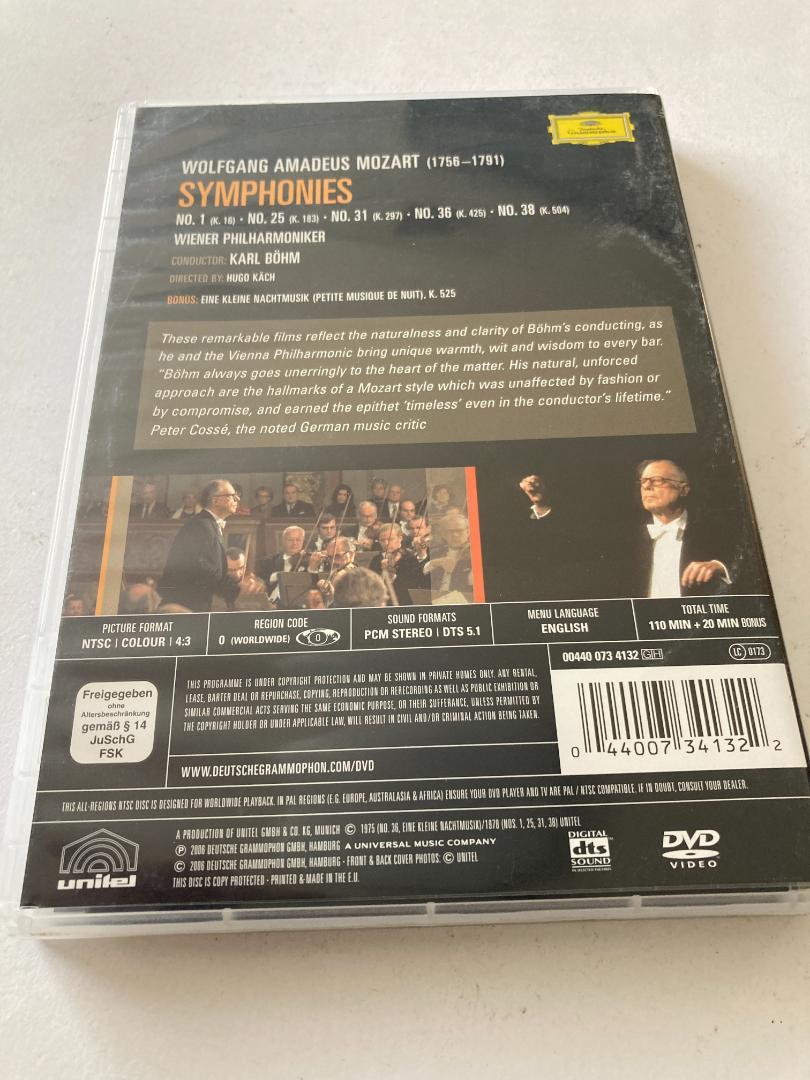 Deutsche
Grammophon
WOLFGANG AMADEUS MOZART (1756–1791)
SYMPHONIES
NO. 1 (K. 16) · NO. 25 (K. 183) · NO. 31 (K. 297) · NO. 36 (K. 425) · NO. 38 (K. 504)
WIENER PHILHARMONIKER
CONDUCTOR: KARL BÖHM
DIRECTED BY: HUGO KÄCH
BONUS: EINE KLEINE NACHTMUSIK (PETITE MUSIQUE DE NUIT), K. 525
These remarkable films reflect the naturalness and clarity of Böhm's conducting, as
he and the Vienna Philharmonic bring unique warmth, wit and wisdom to every bar.
"Böhm always goes unerringly to the heart of the matter. His natural, unforced
approach are the hallmarks of a Mozart style which was unaffected by fashion or
by compromise, and earned the epithet 'timeless' even in the conductor's lifetime."
Peter Cossé, the noted German music critic
PICTURE FORMAT
NTSC | COLOUR | 4:3
REGION CODE
0 (WORLDWIDE) 0
SOUND FORMATS
PCM STEREO | DTS 5.1
MENU LANGUAGE
ENGLISH
TOTAL TIME
110 MIN + 20 MIN BONUS
Freigegeben
ohne
Altersbeschränkung
gemäß § 14
JuSchG
FSK
THIS PROGRAMME IS UNDER COPYRIGHT PROTECTION AND MAY BE SHOWN IN PRIVATE HOMES ONLY. ANY RENTAL,
LEASE, BARTER DEAL OR REPURCHASE, COPYING, REPRODUCTION OR RERECORDING AS WELL AS PUBLIC EXHIBITION OR
SIMILAR COMMERCIAL ACTS SERVING THE SAME ECONOMIC PURPOSE, OR THEIR SUFFERANCE, UNLESS PERMITTED BY
THE COPYRIGHT HOLDER OR UNDER APPLICABLE LAW, WILL RESULT IN CIVIL AND/OR CRIMINAL ACTION BEING TAKEN.
WWW.DEUTSCHEGRAMMOPHON.COM/DVD
00440 073 4132 GH
LC 0173
0 44007 34132 2
THIS ALL-REGIONS NTSC DISC IS DESIGNED FOR WORLDWIDE PLAYBACK. IN PAL REGIONS (E.G. EUROPE, AUSTRALASIA & AFRICA) ENSURE YOUR DVD PLAYER AND TV ARE PAL / NTSC COMPATIBLE. IF IN DOUBT, CONSULT YOUR DEALER.
unitel
A PRODUCTION OF UNITEL GMBH & CO. KG, MUNICH © 1975 (NO. 36, EINE KLEINE NACHTMUSIK)/1978 (NOS. 1, 25, 31, 38) UNITEL
℗ 2006 DEUTSCHE GRAMMOPHON GMBH, HAMBURG A UNIVERSAL MUSIC COMPANY
© 2006 DEUTSCHE GRAMMOPHON GMBH, HAMBURG · FRONT & BACK COVER PHOTOS: © UNITEL
THIS DISC IS COPY PROTECTED · PRINTED & MADE IN THE E.U.
DIGITAL
dts
SOUND
DVD
VIDEO